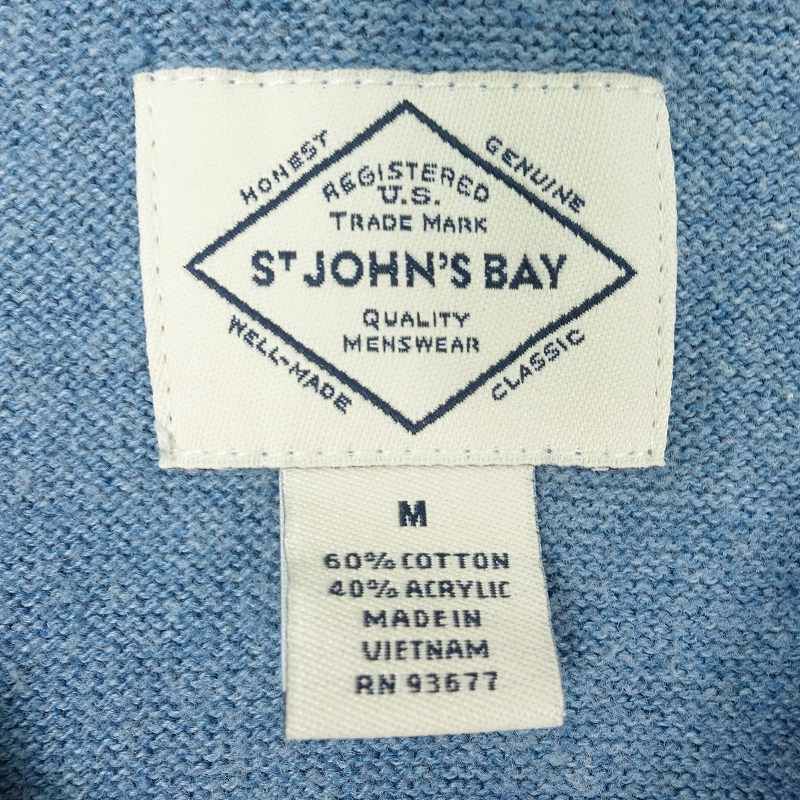 HONEST
GENUINE
REGISTERED
U.S.
TRADE MARK
ST JOHN'S BAY
QUALITY
MENSWEAR
WELL-MADE
CLASSIC
M
60% COTTON
40% ACRYLIC
MADE IN
VIETNAM
RN 93677